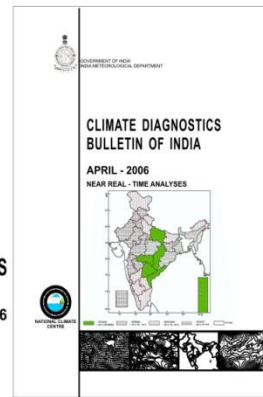 GOVERNMENT OF INDIA
INDIA METEOROLOGICAL DEPARTMENT
CLIMATE DIAGNOSTICS
BULLETIN OF INDIA
APRIL - 2006
NEAR REAL - TIME ANALYSES
S
6
NATIONAL CLIMATE
CENTRE